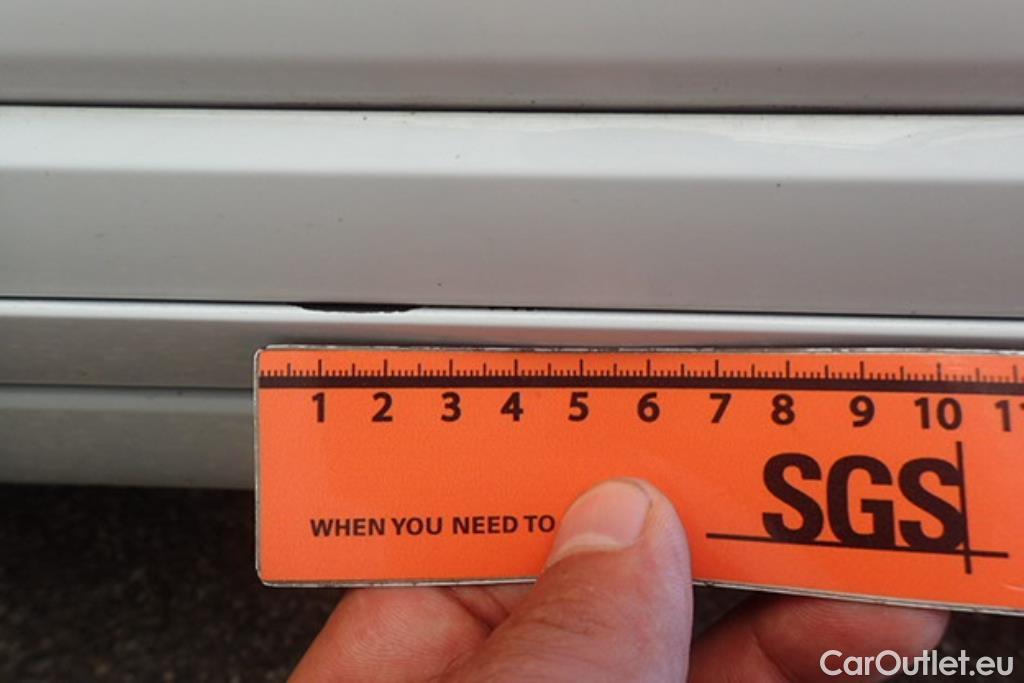 1 2 3 4 5 6 7 8 9 10 11
SGS
WHEN YOU NEED TO
CarOutlet.eu